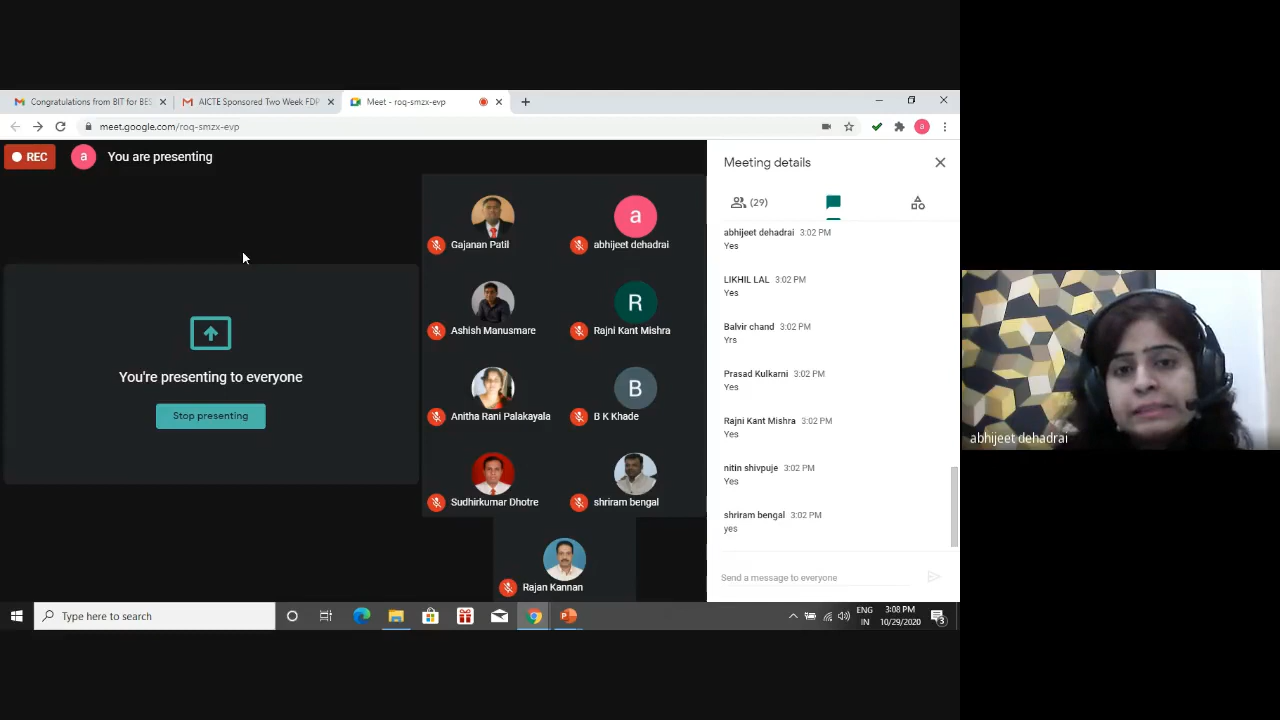 Congratulations from BIT for BES
AICTE Sponsored Two Week FDP
Meet - roq-smzx-evp
meet.google.com/roq-smzx-evp
a
REC
a
You are presenting
You're presenting to everyone
Stop presenting
Gajanan Patil
a
abhijeet dehadrai
Ashish Manusmare
R
Rajni Kant Mishra
Anitha Rani Palakayala
B
B K Khade
Sudhirkumar Dhotre
shriram bengal
Rajan Kannan
Meeting details
(29)
abhijeet dehadrai 3:02 PM
Yes
LIKHIL LAL 3:02 PM
Yes
Balvir chand 3:02 PM
Yrs
Prasad Kulkarni 3:02 PM
Yes
Rajni Kant Mishra 3:02 PM
Yes
nitin shivpuje 3:02 PM
Yes
shriram bengal 3:02 PM
yes
Send a message to everyone
abhijeet dehadrai
Type here to search
ENG
IN
3:08 PM
10/29/2020
3